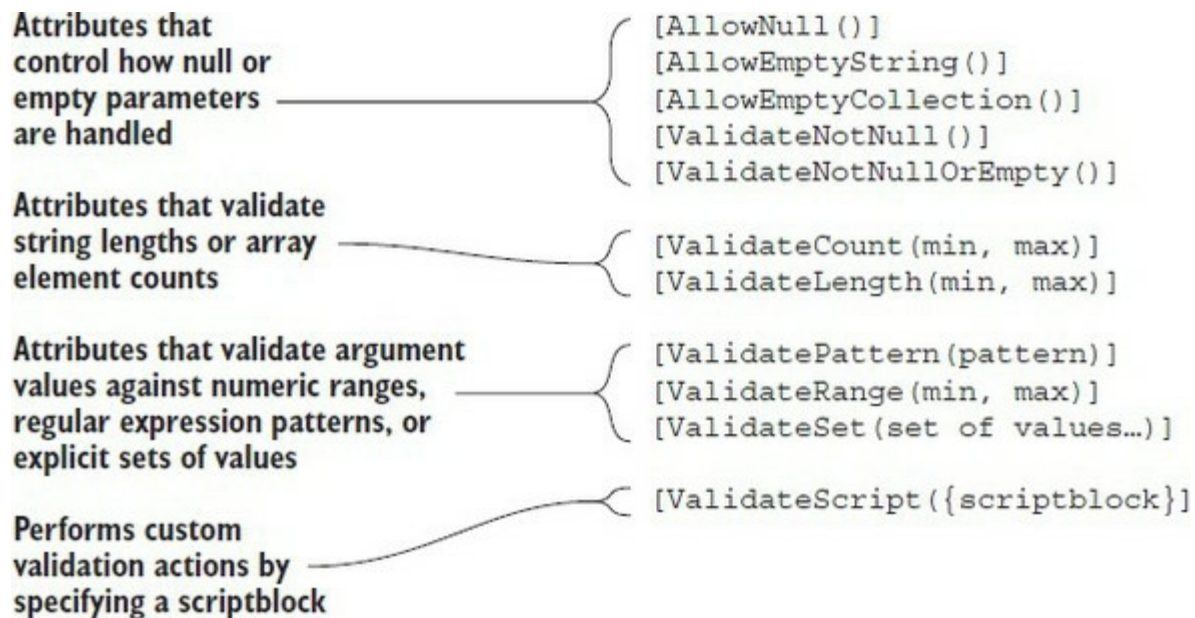 Attributes that
control how null or
empty parameters
are handled
[AllowNull()]
[AllowEmptyString()]
[AllowEmptyCollection()]
[ValidateNotNull()]
[ValidateNotNullOrEmpty()]
Attributes that validate
string lengths or array
element counts
[ValidateCount(min, max)]
[ValidateLength(min, max)]
Attributes that validate argument
values against numeric ranges,
regular expression patterns, or
explicit sets of values
[ValidatePattern(pattern)]
[ValidateRange(min, max)]
[ValidateSet(set of values…)]
Performs custom
validation actions by
specifying a scriptblock
[ValidateScript({scriptblock}]